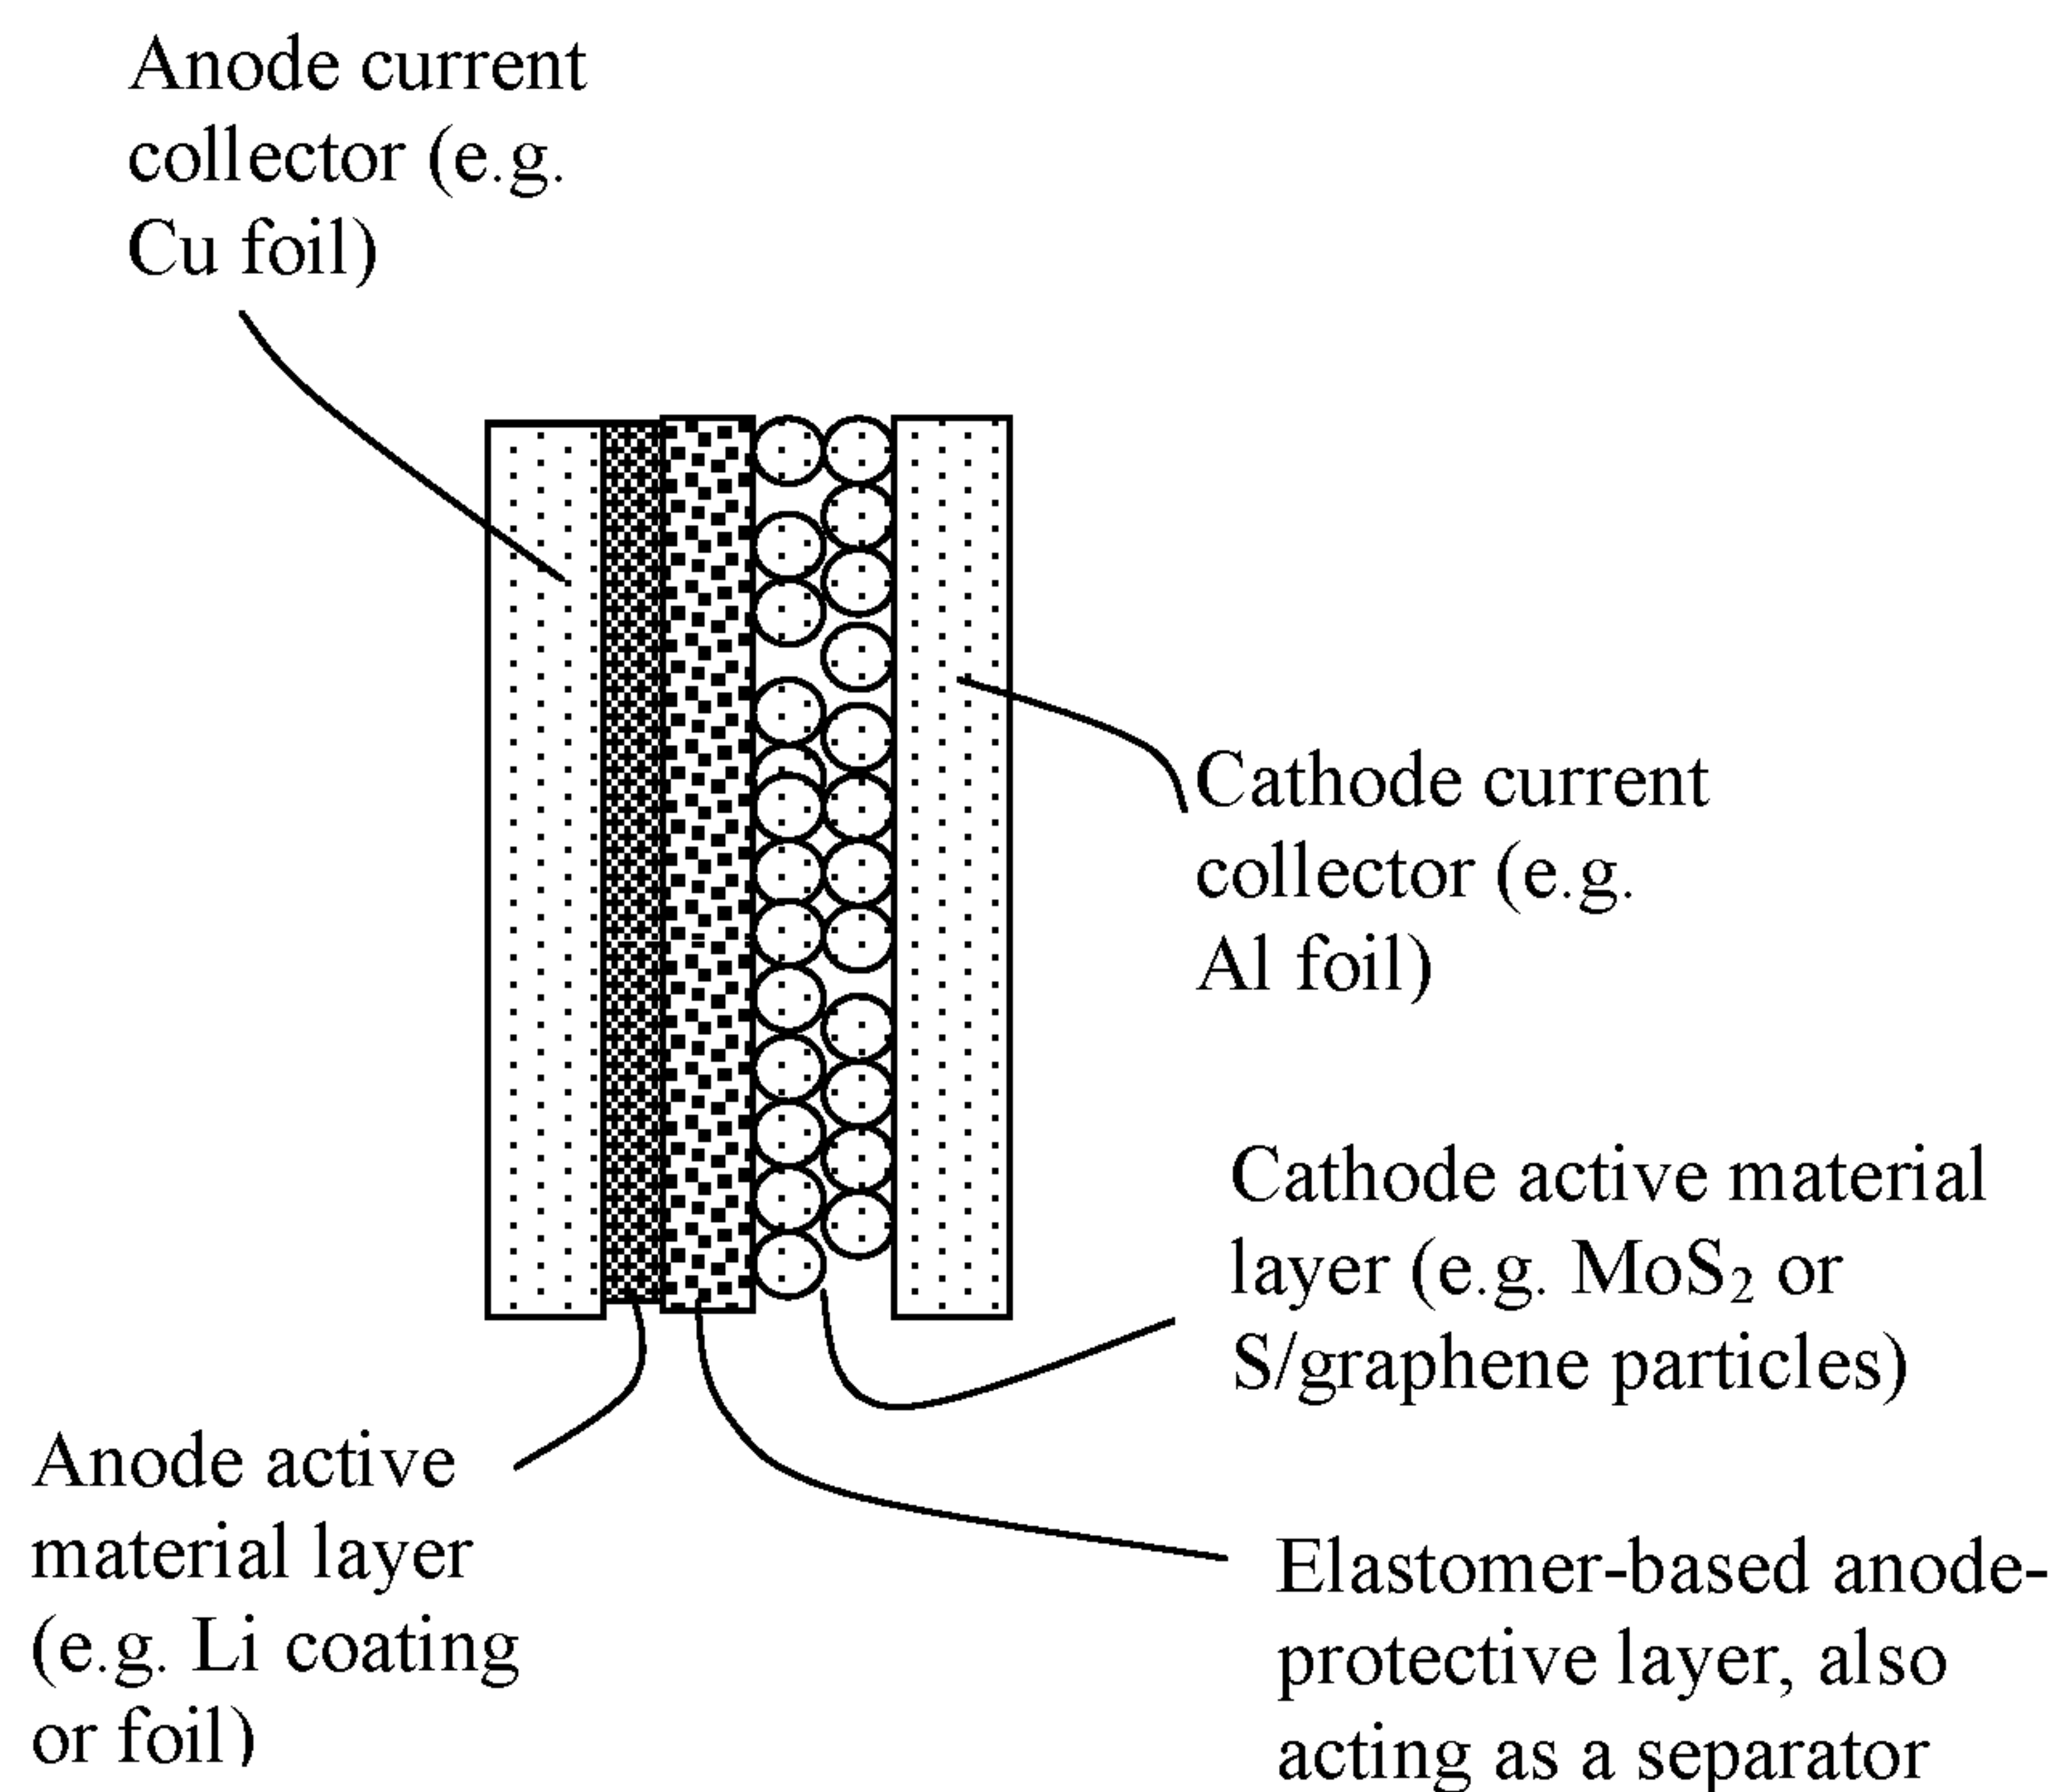 Anode current
collector (e.g.
Cu foil)
Cathode current
collector (e.g.
Al foil)
Cathode active material
layer (e.g. MoS₂ or
S/graphene particles)
Anode active
material layer
(e.g. Li coating
or foil)
Elastomer-based anode-
protective layer, also
acting as a separator